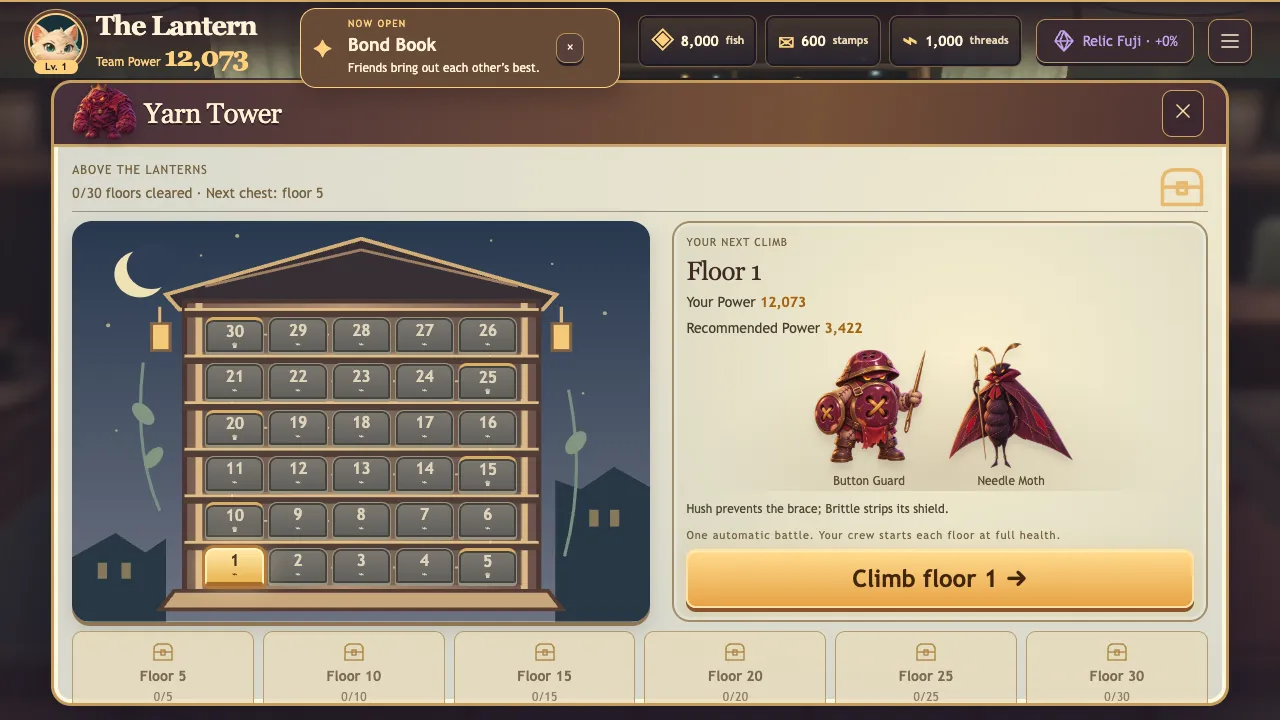 The Lantern
Team Power 12,073
Lv. 1
NOW OPEN
Bond Book
Friends bring out each other's best.
×
8,000 fish
600 stamps
1,000 threads
Relic Fuji · +0%
Yarn Tower
ABOVE THE LANTERNS
0/30 floors cleared · Next chest: floor 5
30 29 28 27 26
21 22 23 24 25
20 19 18 17 16
11 12 13 14 15
10 9 8 7 6
1 2 3 4 5
YOUR NEXT CLIMB
Floor 1
Your Power 12,073
Recommended Power 3,422
Button Guard
Needle Moth
Hush prevents the brace; Brittle strips its shield.
One automatic battle. Your crew starts each floor at full health.
Climb floor 1 →
Floor 5
0/5
Floor 10
0/10
Floor 15
0/15
Floor 20
0/20
Floor 25
0/25
Floor 30
0/30